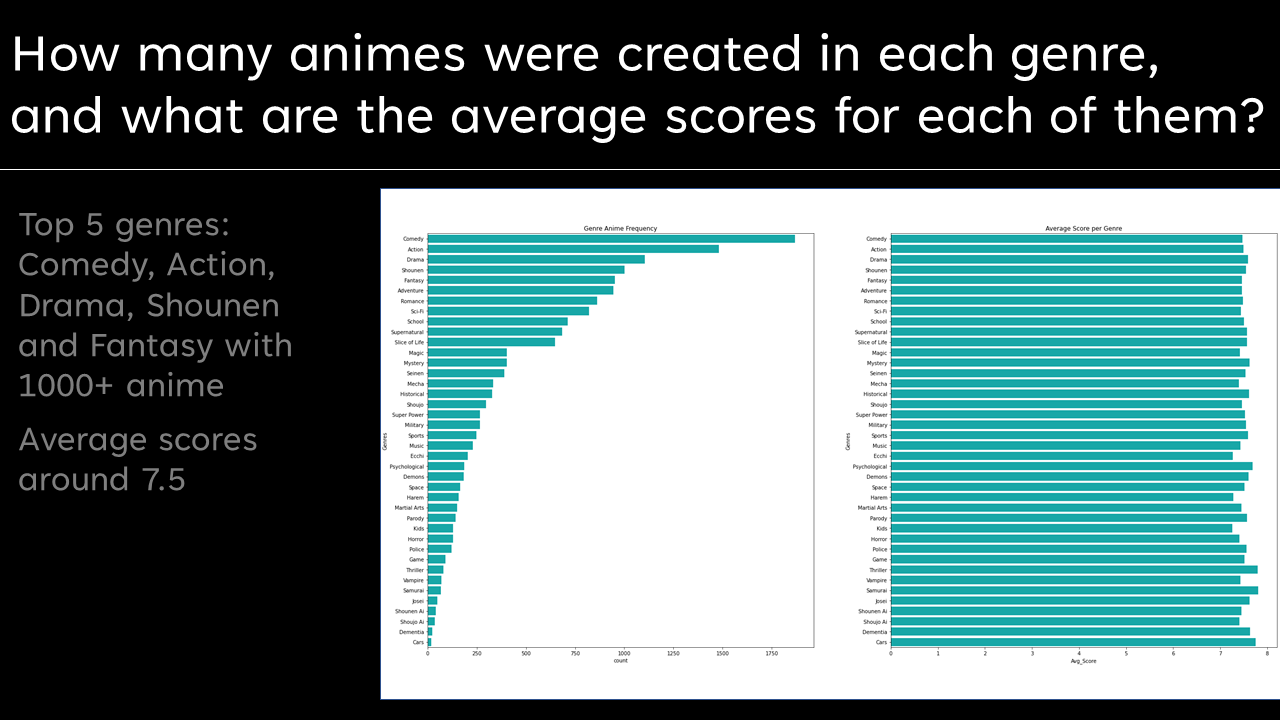 How many animes were created in each genre,
and what are the average scores for each of them?
Top 5 genres:
Comedy, Action,
Drama, Shounen
and Fantasy with
1000+ anime
Average scores
around 7.5
Genre Anime Frequency
Genres
Comedy
Action
Drama
Shounen
Fantasy
Adventure
Romance
Sci-Fi
School
Supernatural
Slice of Life
Magic
Mystery
Seinen
Mecha
Historical
Shoujo
Super Power
Military
Sports
Music
Ecchi
Psychological
Demons
Space
Harem
Martial Arts
Parody
Kids
Horror
Police
Game
Thriller
Vampire
Samurai
Josei
Shounen Ai
Shoujo Ai
Dementia
Cars
0 250 500 750 1000 1250 1500 1750
count
Average Score per Genre
Genres
Comedy
Action
Drama
Shounen
Fantasy
Adventure
Romance
Sci-Fi
School
Supernatural
Slice of Life
Magic
Mystery
Seinen
Mecha
Historical
Shoujo
Super Power
Military
Sports
Music
Ecchi
Psychological
Demons
Space
Harem
Martial Arts
Parody
Kids
Horror
Police
Game
Thriller
Vampire
Samurai
Josei
Shounen Ai
Shoujo Ai
Dementia
Cars
0 1 2 3 4 5 6 7 8
Avg_Score